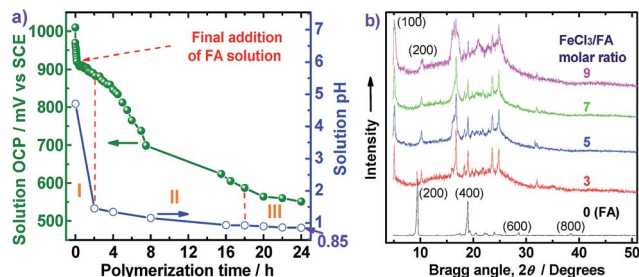 a)
Final addition
of FA solution
Solution OCP / mV vs SCE
1000
900
800
700
600
550
7
6
5
4
3
2
1
0.85
Solution pH
I
II
III
0
4
8
12
16
20
24
Polymerization time / h
b)
(100)
(200)
FeCl3/FA
molar ratio
9
7
5
3
(200)
(400)
0 (FA)
(600)
(800)
Intensity
10
20
30
40
50
Bragg angle, 2θ / Degrees